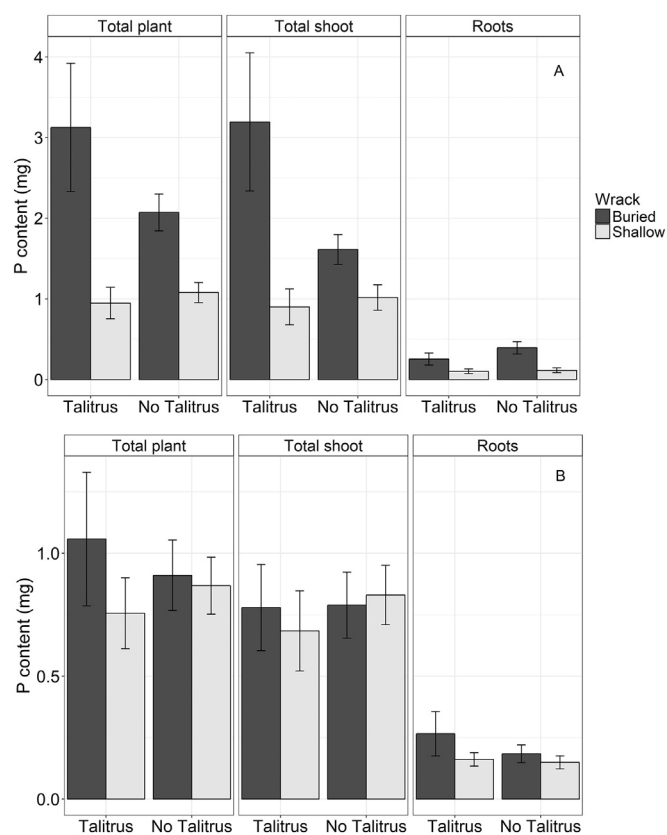 Total plant Total shoot Roots
A
4
3
2
1
0
P content (mg)
Talitrus No Talitrus Talitrus No Talitrus Talitrus No Talitrus
Wrack
Buried
Shallow
Total plant Total shoot Roots
B
1.0
0.5
0.0
P content (mg)
Talitrus No Talitrus Talitrus No Talitrus Talitrus No Talitrus